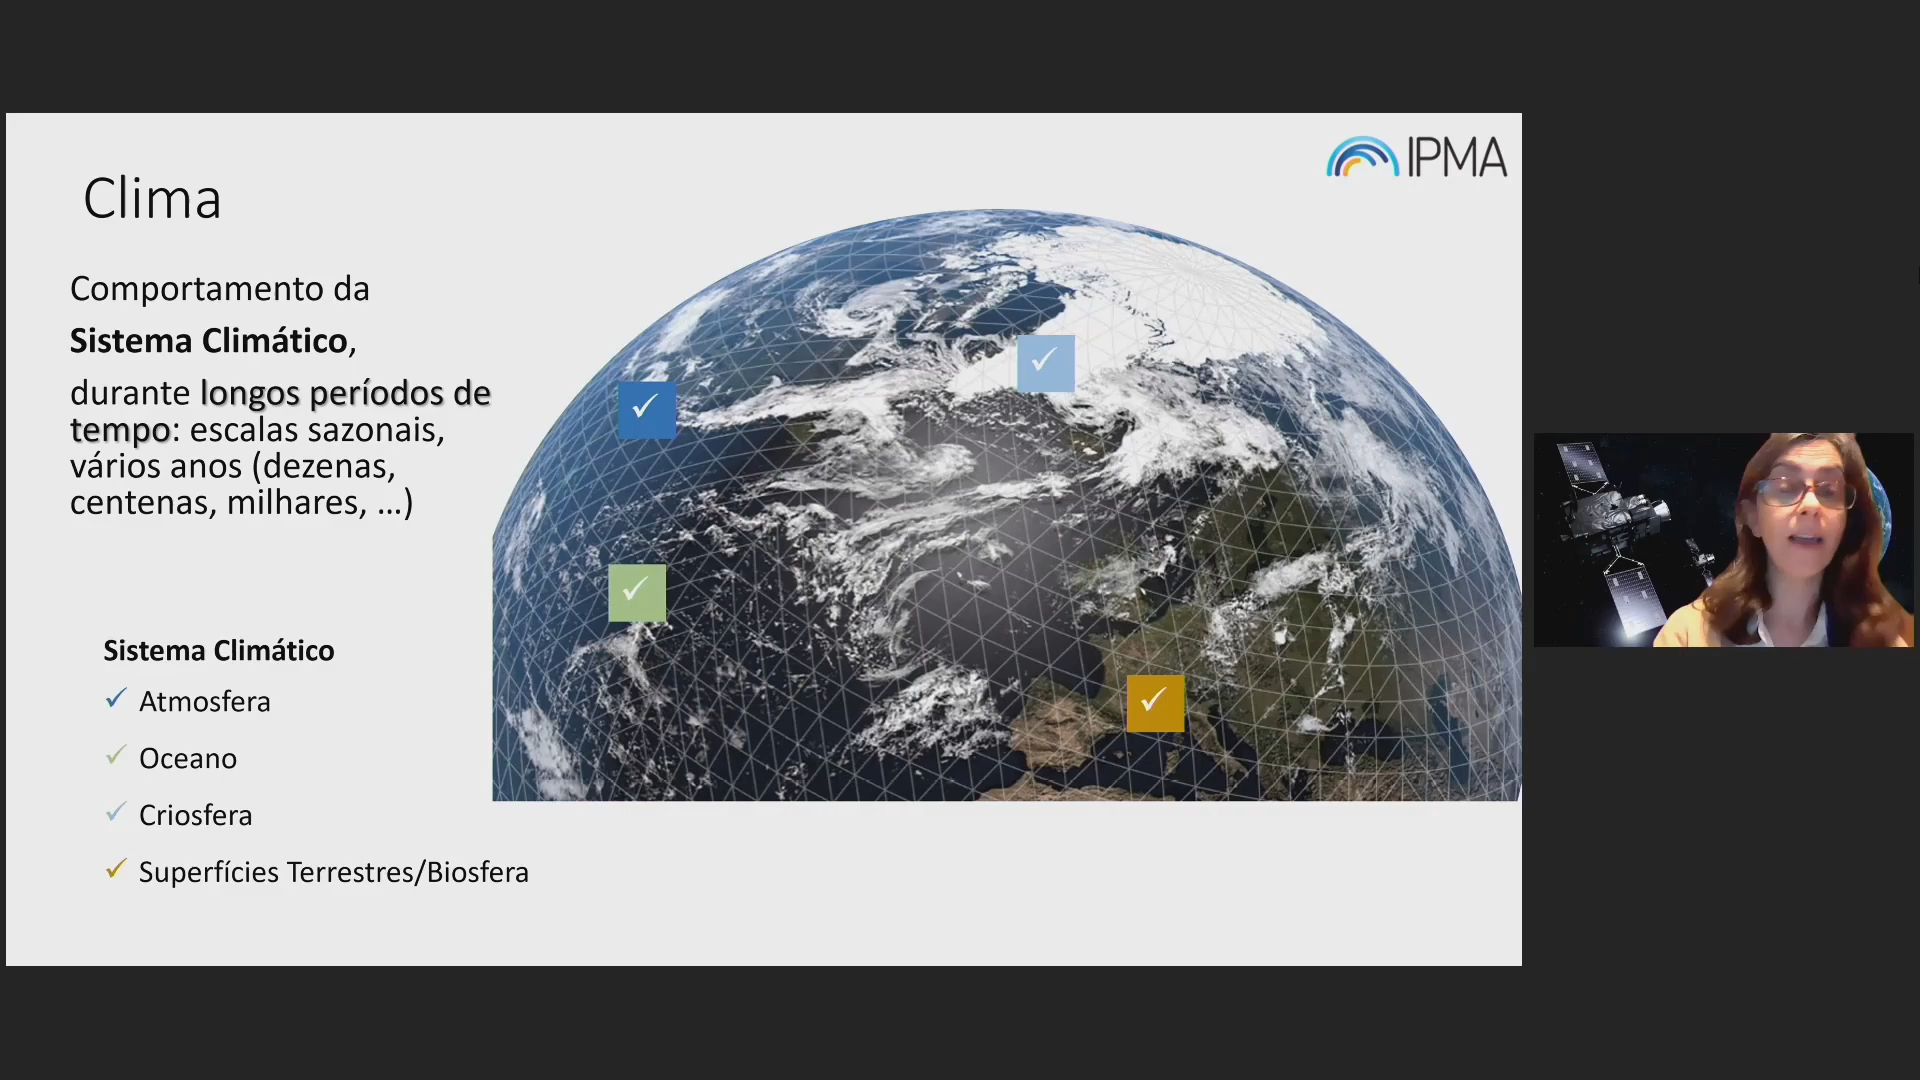 IPMA
Clima
Comportamento da
Sistema Climático,
durante longos períodos de
tempo: escalas sazonais,
vários anos (dezenas,
centenas, milhares, ...)
Sistema Climático
✓ Atmosfera
✓ Oceano
✓ Criosfera
✓ Superfícies Terrestres/Biosfera